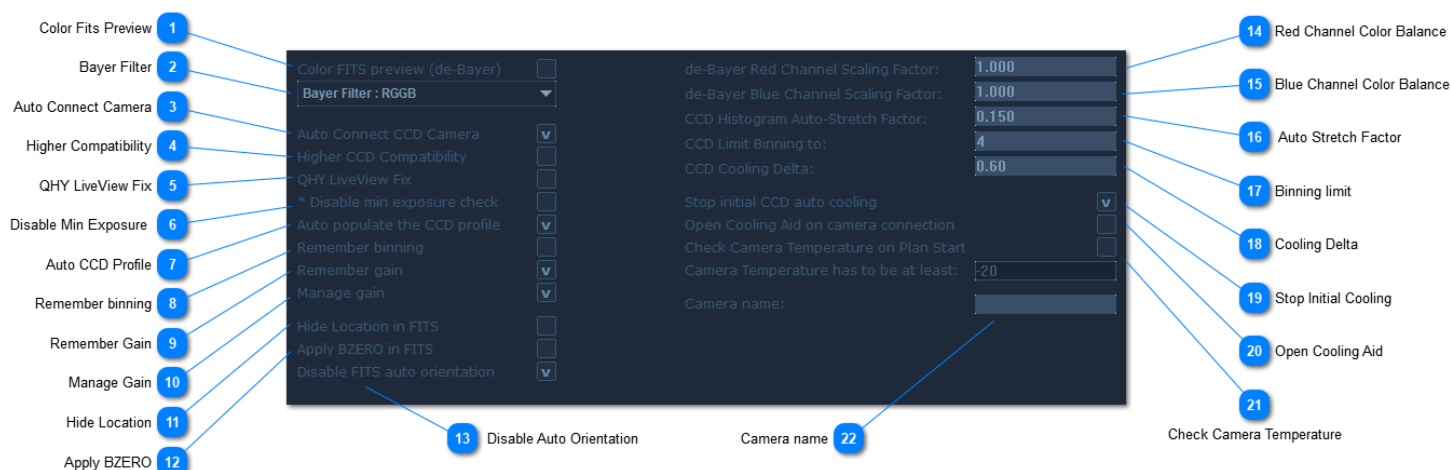 Color Fits Preview 1
Bayer Filter 2
Auto Connect Camera 3
Higher Compatibility 4
QHY LiveView Fix 5
Disable Min Exposure 6
Auto CCD Profile 7
Remember binning 8
Remember Gain 9
Manage Gain 10
Hide Location 11
Apply BZERO 12
Color FITS preview (de-Bayer)
Bayer Filter : RGGB
Auto Connect CCD Camera v
Higher CCD Compatibility
QHY LiveView Fix
* Disable min exposure check
Auto populate the CCD profile v
Remember binning
Remember gain v
Manage gain v
Hide Location in FITS
Apply BZERO in FITS
Disable FITS auto orientation v
de-Bayer Red Channel Scaling Factor: 1.000
de-Bayer Blue Channel Scaling Factor: 1.000
CCD Histogram Auto-Stretch Factor: 0.150
CCD Limit Binning to: 4
CCD Cooling Delta: 0.60
Stop initial CCD auto cooling v
Open Cooling Aid on camera connection
Check Camera Temperature on Plan Start
Camera Temperature has to be at least: -20
Camera name:
14 Red Channel Color Balance
15 Blue Channel Color Balance
16 Auto Stretch Factor
17 Binning limit
18 Cooling Delta
19 Stop Initial Cooling
20 Open Cooling Aid
21
Check Camera Temperature
13 Disable Auto Orientation
Camera name 22